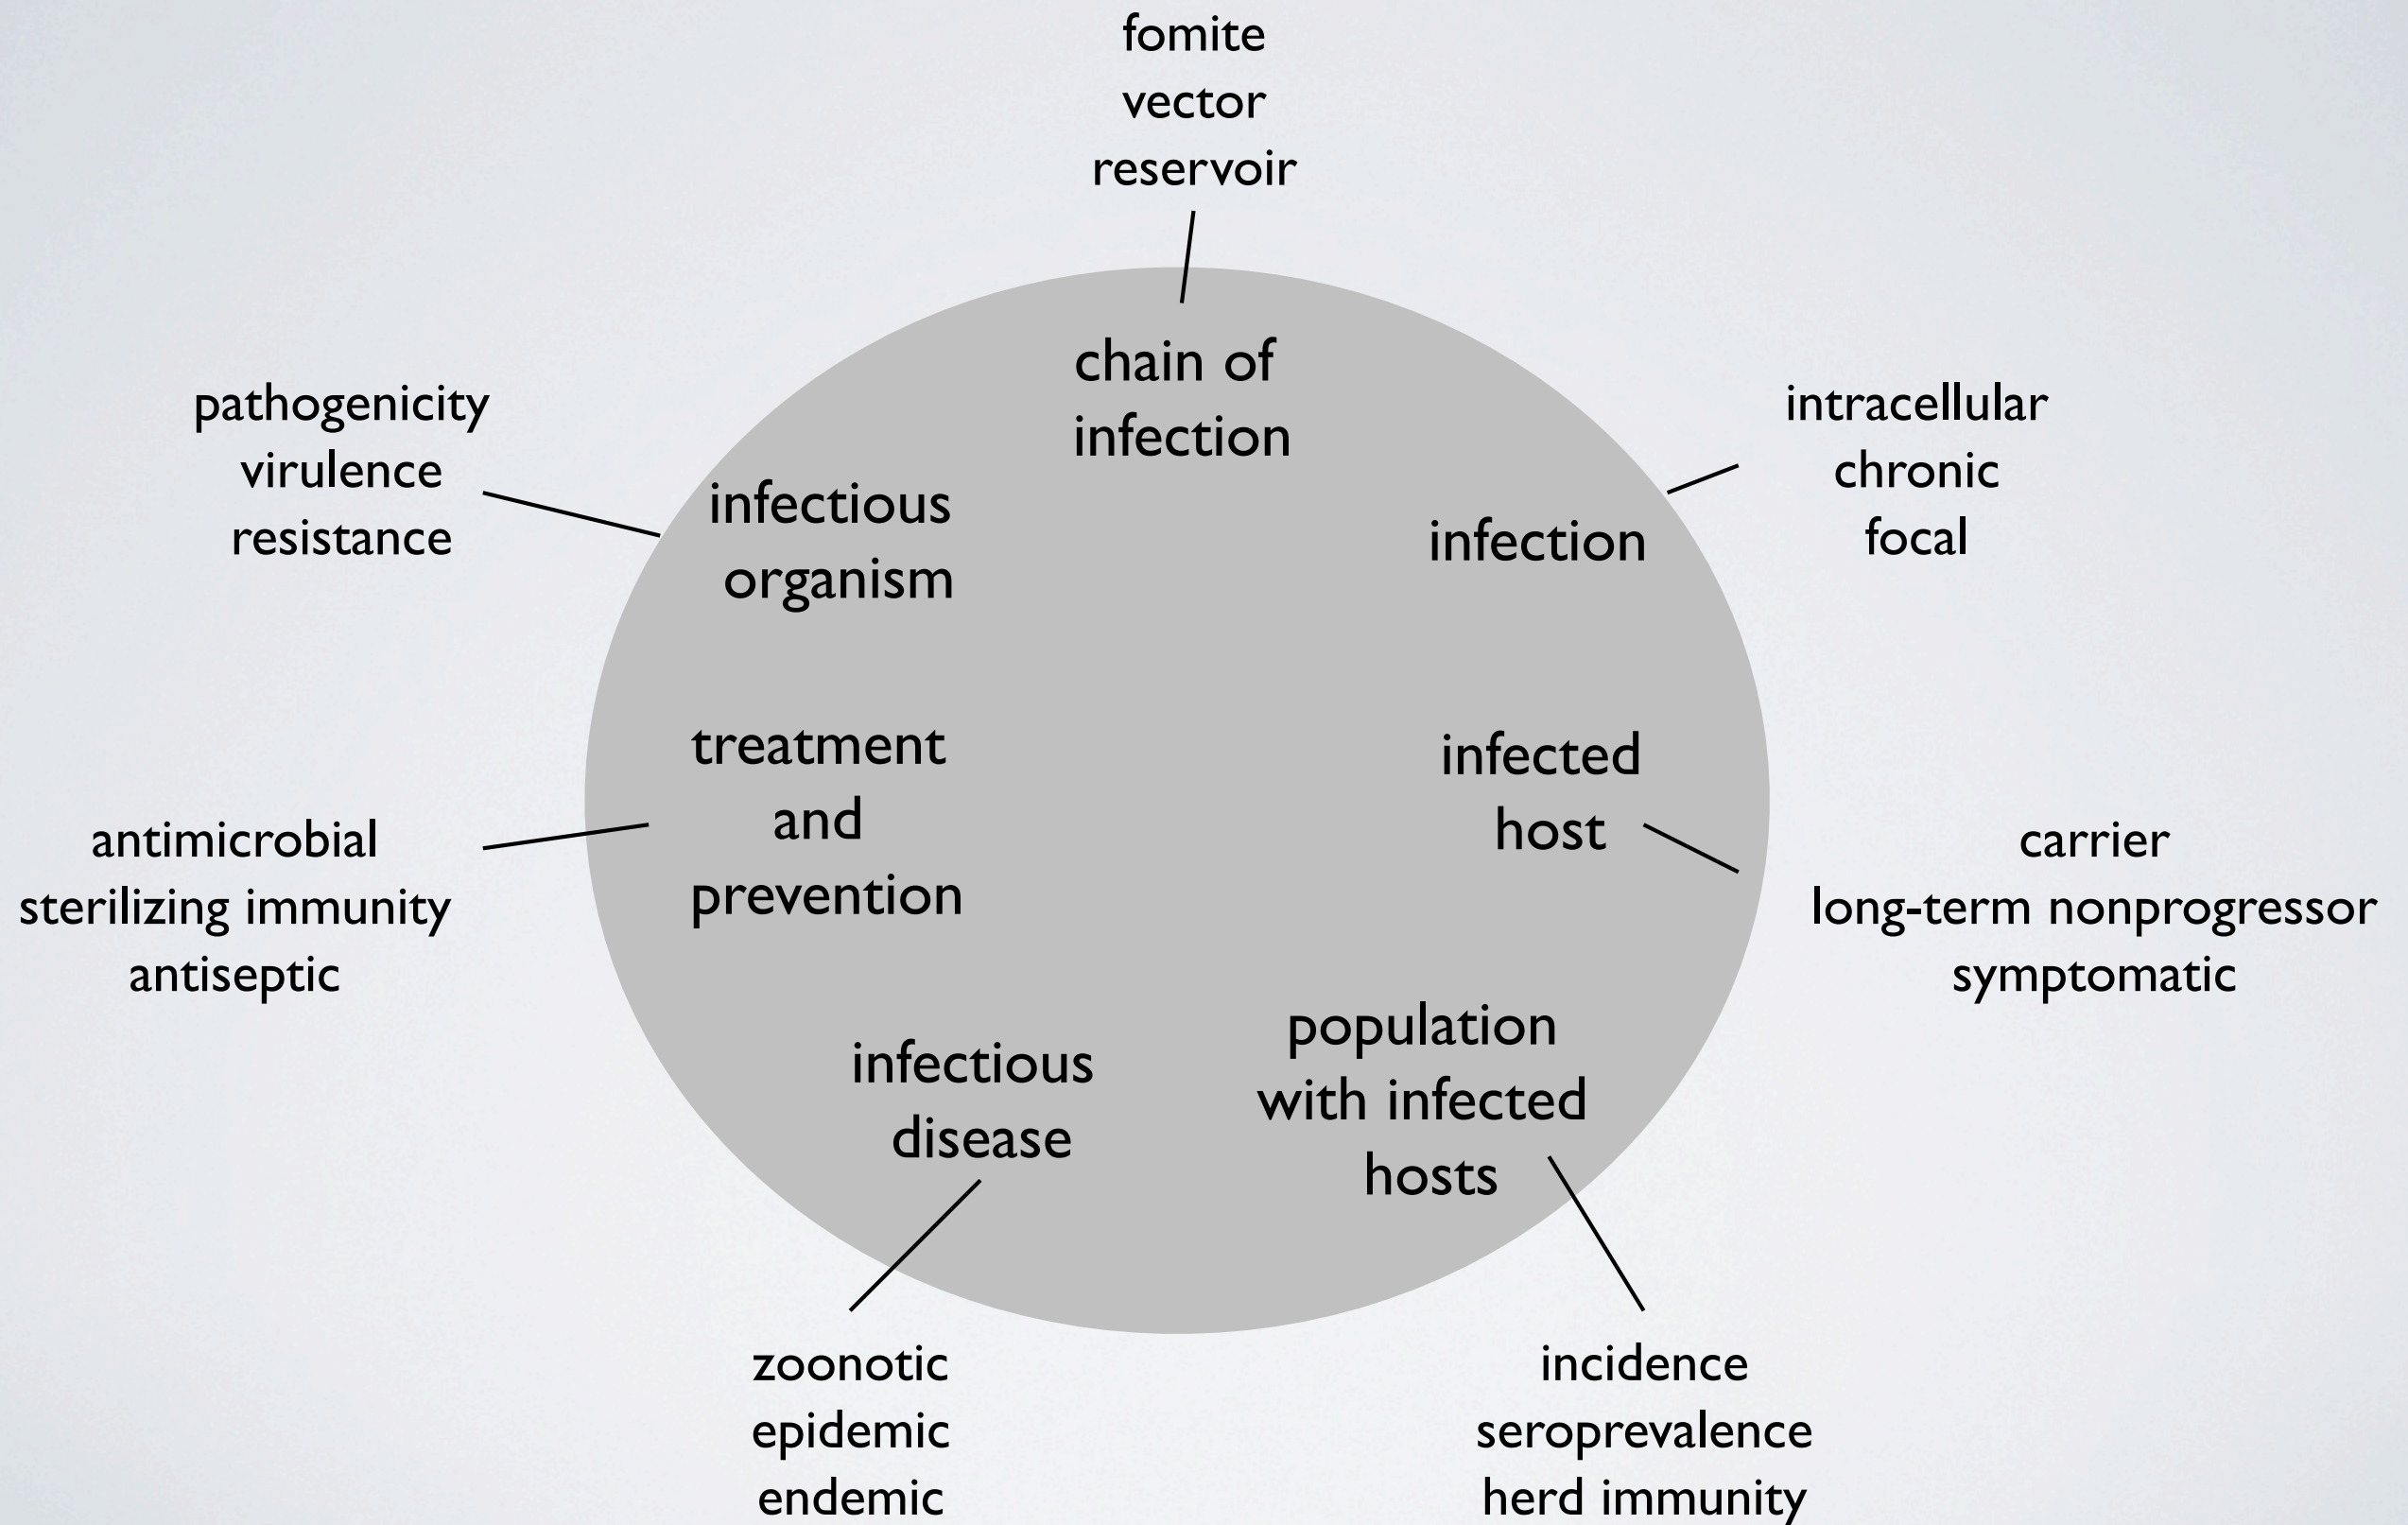 fomite
vector
reservoir
chain of
infection
pathogenicity
virulence
resistance
infectious
organism
intracellular
chronic
focal
infection
treatment
and
prevention
antimicrobial
sterilizing immunity
antiseptic
infected
host
carrier
long-term nonprogressor
symptomatic
infectious
disease
population
with infected
hosts
zoonotic
epidemic
endemic
incidence
seroprevalence
herd immunity